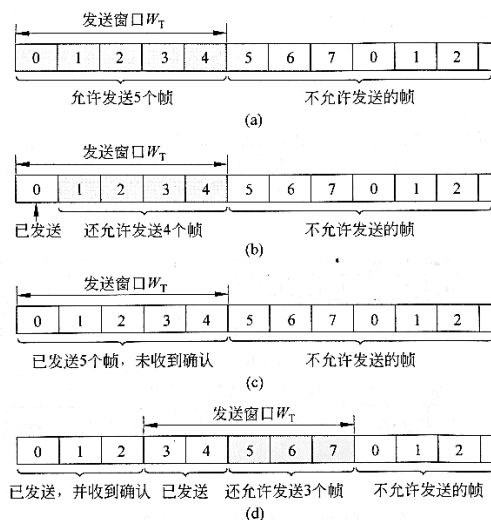 发送窗口W_T
0 1 2 3 4 5 6 7 0 1 2
允许发送5个帧 不允许发送的帧
(a)
发送窗口W_T
0 1 2 3 4 5 6 7 0 1 2
已发送 还允许发送4个帧 不允许发送的帧
(b)
发送窗口W_T
0 1 2 3 4 5 6 7 0 1 2
已发送5个帧，未收到确认 不允许发送的帧
(c)
发送窗口W_T
0 1 2 3 4 5 6 7 0 1 2
已发送，并收到确认 已发送 还允许发送3个帧 不允许发送的帧
(d)